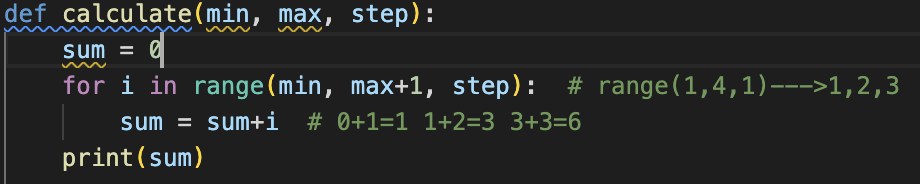 def calculate(min, max, step):
    sum = 0
    for i in range(min, max+1, step):  # range(1,4,1)--->1,2,3
        sum = sum+i  # 0+1=1 1+2=3 3+3=6
    print(sum)